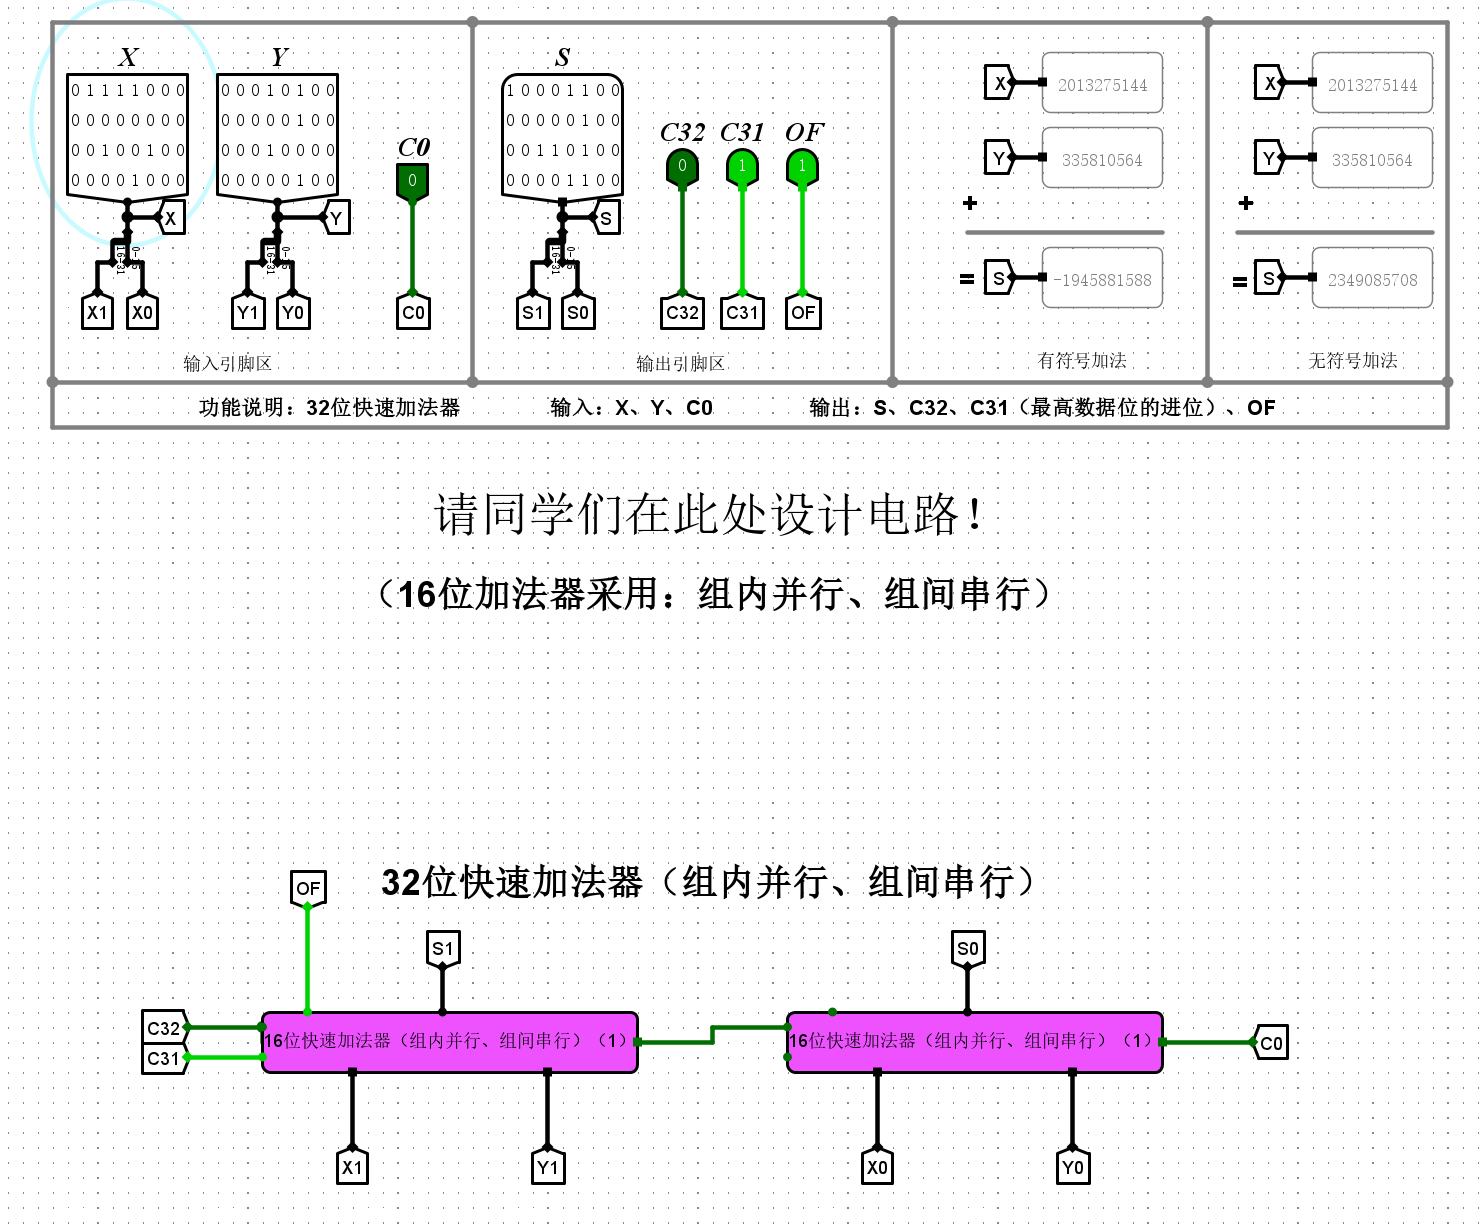 X Y S
0 1 1 1 1 0 0 0 0 0 0 1 0 1 0 0 1 0 0 0 1 1 0 0 X 2013275144 X 2013275144
0 0 0 0 0 0 0 0 0 0 0 0 0 1 0 0 0 0 0 0 0 1 0 0 C32 C31 OF
0 0 1 0 0 1 0 0 0 0 0 1 0 0 0 0 C0 0 0 1 1 0 1 0 0 0 1 1 Y 335810564 Y 335810564
0 0 0 0 1 0 0 0 0 0 0 0 0 1 0 0 0 0 0 0 0 1 1 0 0
X Y S + +
16-31 0-15 16-31 0-15 16-31 0-15 = S -1945881588 = S 2349085708
X1 X0 Y1 Y0 C0 S1 S0 C32 C31 OF
输入引脚区 输出引脚区 有符号加法 无符号加法
功能说明：32位快速加法器 输入：X、Y、C0 输出：S、C32、C31（最高数据位的进位）、OF
请同学们在此处设计电路！
（16位加法器采用：组内并行、组间串行）
OF 32位快速加法器（组内并行、组间串行）
S1 S0
C32 16位快速加法器（组内并行、组间串行）（1） 16位快速加法器（组内并行、组间串行）（1） C0
C31
X1 Y1 X0 Y0